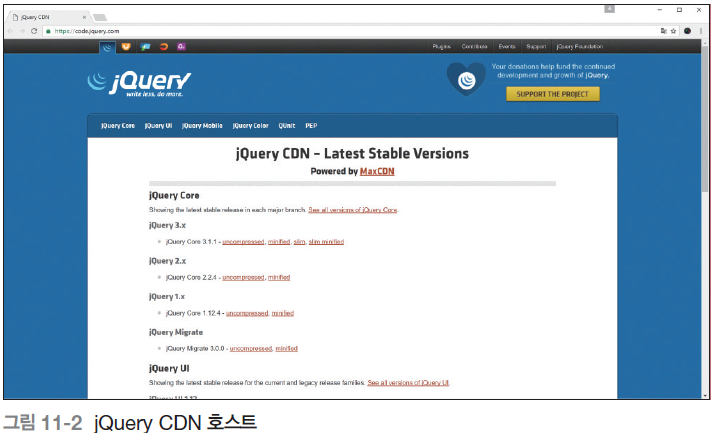 jQuery CDN
https://code.jquery.com
Plugins Contribute Events Support jQuery Foundation
jQuery
write less, do more.
Your donations help fund the continued
development and growth of jQuery.
SUPPORT THE PROJECT
jQuery Core jQuery UI jQuery Mobile jQuery Color QUnit PEP
jQuery CDN – Latest Stable Versions
Powered by MaxCDN
jQuery Core
Showing the latest stable release in each major branch. See all versions of jQuery Core.
jQuery 3.x
jQuery Core 3.1.1 - uncompressed, minified, slim, slim minified
jQuery 2.x
jQuery Core 2.2.4 - uncompressed, minified
jQuery 1.x
jQuery Core 1.12.4 - uncompressed, minified
jQuery Migrate
jQuery Migrate 3.0.0 - uncompressed, minified
jQuery UI
Showing the latest stable release for the current and legacy release families. See all versions of jQuery UI.
jQuery UI 1.12
그림 11-2 jQuery CDN 호스트